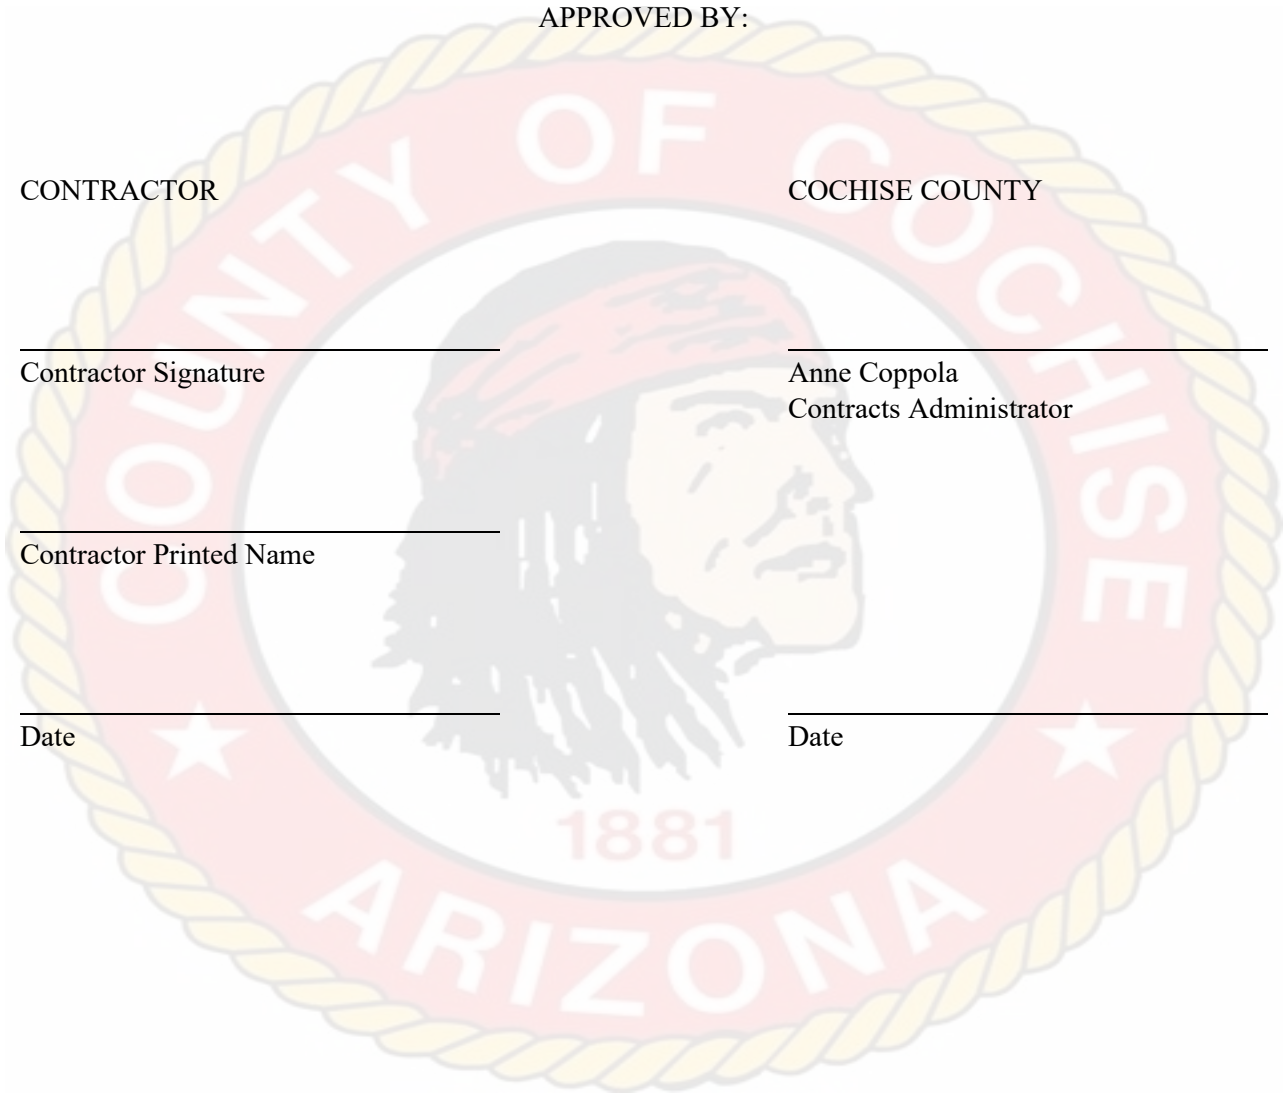 APPROVED BY:
CONTRACTOR
COCHISE COUNTY
Contractor Signature
Anne Coppola
Contracts Administrator
Contractor Printed Name
Date
Date
COUNTY OF COCHISE
1881
ARIZONA